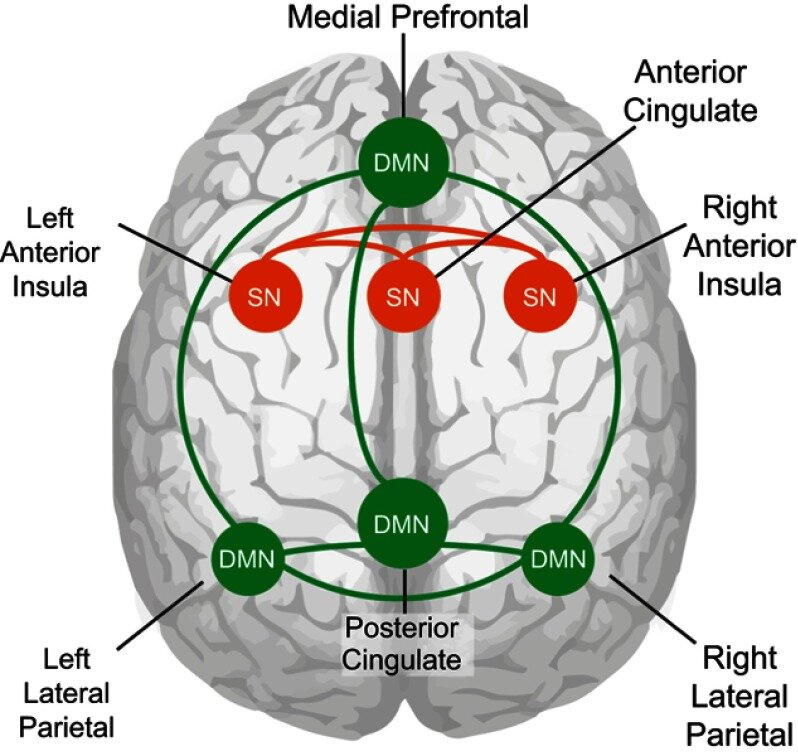 Medial Prefrontal
Anterior
Cingulate
DMN
Left
Anterior
Insula
Right
Anterior
Insula
SN
SN
SN
DMN
DMN
DMN
Posterior
Cingulate
Left
Lateral
Parietal
Right
Lateral
Parietal